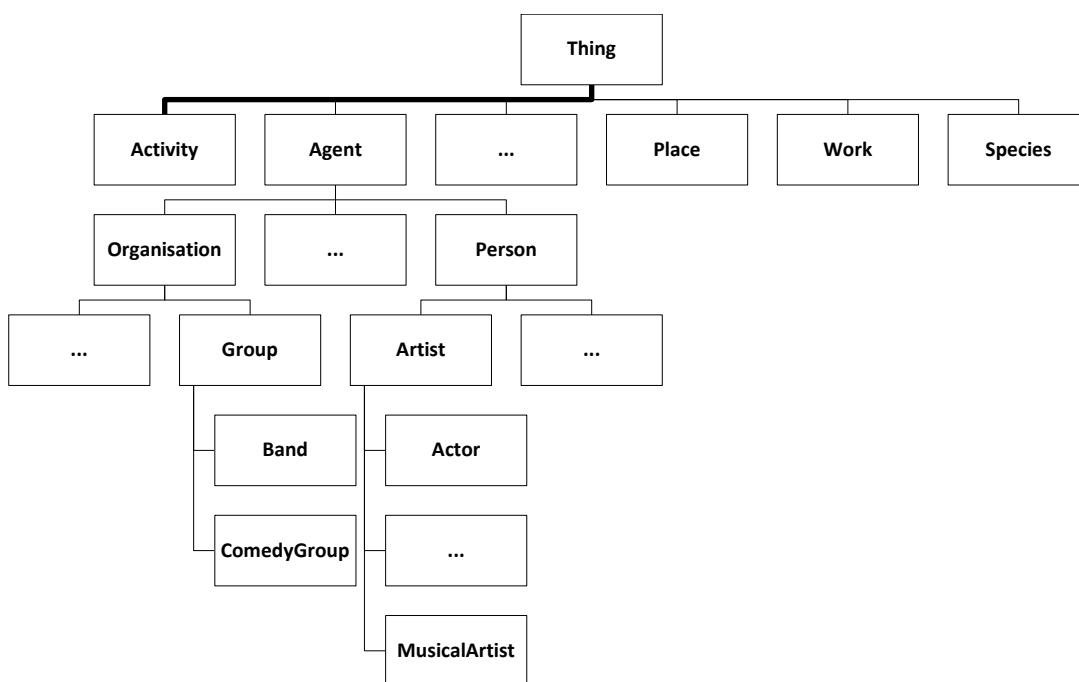 Thing
Activity
Agent
...
Place
Work
Species
Organisation
...
Person
...
Group
Artist
...
Band
Actor
ComedyGroup
...
MusicalArtist